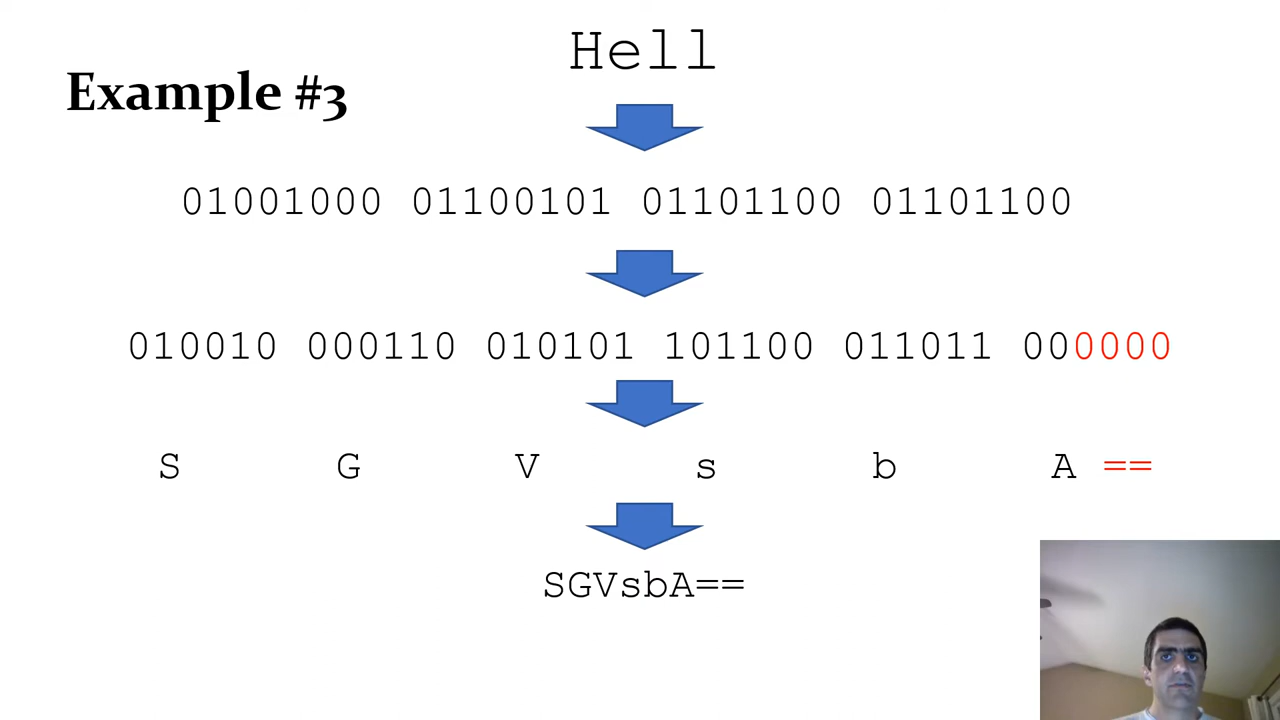 Hell
Example #3
01001000 01100101 01101100 01101100
010010 000110 010101 101100 011011 000000
S G V s b A ==
SGVsbA==